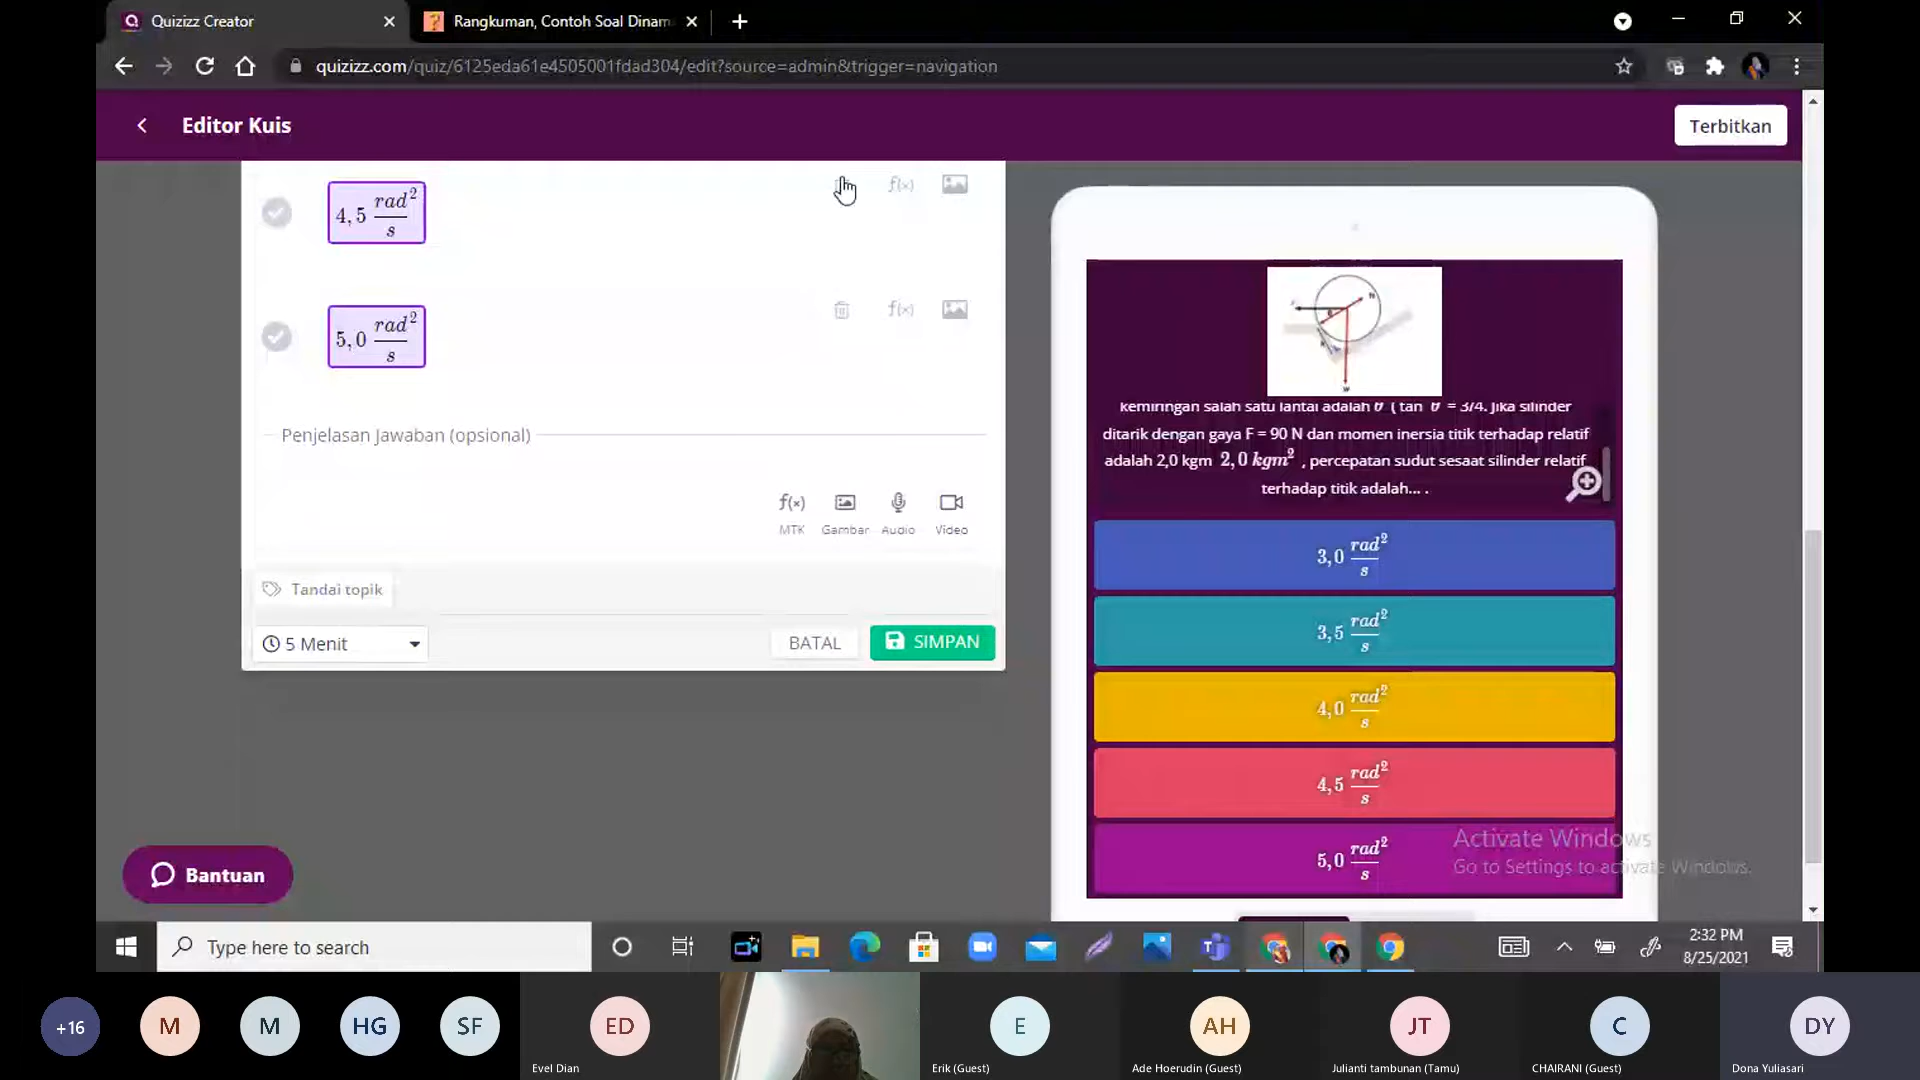 Quizizz Creator
Rangkuman, Contoh Soal Dinam
quizizz.com/quiz/6125eda61e4505001fdad304/edit?source=admin&trigger=navigation
Editor Kuis
Terbitkan
4,5 rad²/s
f(x)
5,0 rad²/s
f(x)
Penjelasan Jawaban (opsional)
f(x)
MTK Gambar Audio Video
Tandai topik
5 Menit
BATAL
SIMPAN
Bantuan
kemiringan salah satu lantai adalah θ ( tan θ = 3/4. Jika silinder
ditarik dengan gaya F = 90 N dan momen inersia titik terhadap relatif
adalah 2,0 kgm 2,0 kgm² , percepatan sudut sesaat silinder relatif
terhadap titik adalah... .
3,0 rad²/s
3,5 rad²/s
4,0 rad²/s
4,5 rad²/s
5,0 rad²/s
Activate Windows
Go to Settings to activate Windows.
Type here to search
2:32 PM
8/25/2021
+16
M
M
HG
SF
ED
E
AH
JT
C
DY
Evel Dian
Erik (Guest)
Ade Hoerudin (Guest)
Julianti tambunan (Tamu)
CHAIRANI (Guest)
Dona Yuliasari